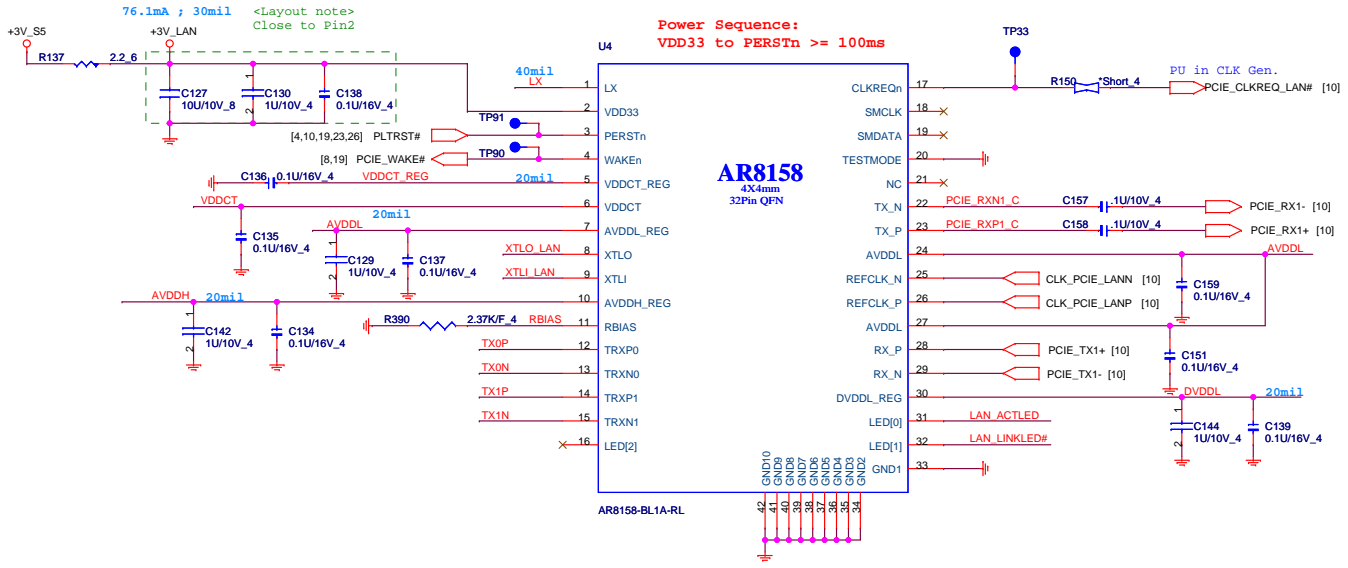 76.1mA ; 30mil
<Layout note>
Close to Pin2
+3V_S5
+3V_LAN
R137
2.2_6
C127
10U/10V_8
1
C130
1U/10V_4
2
C138
0.1U/16V_4
Power Sequence:
VDD33 to PERSTn >= 100ms
U4
TP33
40mil
LX
1
LX
2
VDD33
TP91
[4,10,19,23,26]
PLTRST#
3
PERSTn
TP90
[8,19]
PCIE_WAKE#
4
WAKEn
C136
0.1U/16V_4
VDDCT_REG
20mil
5
VDDCT_REG
VDDCT
6
VDDCT
C135
0.1U/16V_4
AVDDL
20mil
7
AVDDL_REG
1
C129
1U/10V_4
2
C137
0.1U/16V_4
XTLO_LAN
8
XTLO
XTLI_LAN
9
XTLI
AVDDH
20mil
10
AVDDH_REG
1
C142
1U/10V_4
2
C134
0.1U/16V_4
R390
2.37K/F_4
RBIAS
11
RBIAS
TX0P
12
TRXP0
TX0N
13
TRXN0
TX1P
14
TRXP1
TX1N
15
TRXN1
16
LED[2]
AR8158
4X4mm
32Pin QFN
CLKREQn
17
R150
*Short_4
PU in CLK Gen.
PCIE_CLKREQ_LAN#
[10]
SMCLK
18
SMDATA
19
TESTMODE
20
NC
21
TX_N
22
PCIE_RXN1_C
C157
.1U/10V_4
PCIE_RX1- [10]
TX_P
23
PCIE_RXP1_C
C158
.1U/10V_4
PCIE_RX1+ [10]
AVDDL
24
AVDDL
REFCLK_N
25
CLK_PCIE_LANN [10]
C159
0.1U/16V_4
REFCLK_P
26
CLK_PCIE_LANP [10]
AVDDL
27
RX_P
28
PCIE_TX1+ [10]
C151
0.1U/16V_4
RX_N
29
PCIE_TX1- [10]
DVDDL_REG
30
DVDDL
20mil
LED[0]
31
LAN_ACTLED
1
C144
1U/10V_4
2
C139
0.1U/16V_4
LED[1]
32
LAN_LINKLED#
GND1
33
GND10
GND9
GND8
GND7
GND6
GND5
GND4
GND3
GND2
42
41
40
39
38
37
36
35
34
AR8158-BL1A-RL